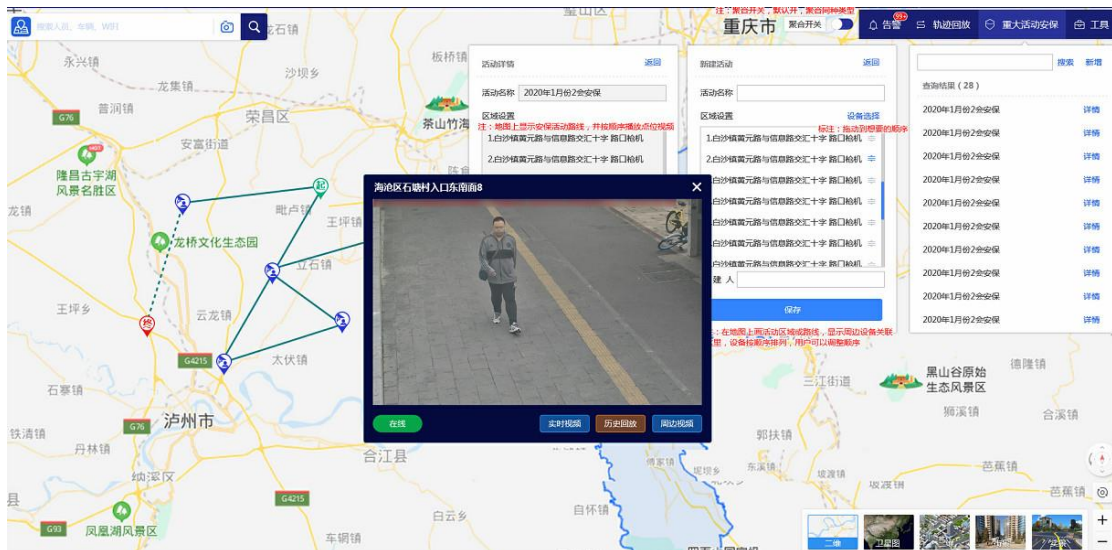 注：聚合开关，默认开，聚合同种类型
搜索人员、车辆、WIFI
重庆市
聚合开关
告警
99+
轨迹回放
重大活动安保
工具
活动详情
返回
活动名称
2020年1月份2会安保
区域设置
注：地图上显示安保活动路线，并按顺序播放点位视频
1.白沙镇黄元路与信息路交汇十字 路口枪机
2.白沙镇黄元路与信息路交汇十字 路口枪机
新建活动
返回
活动名称
区域设置
设备选择
标注：拖动到想要的顺序
1.白沙镇黄元路与信息路交汇十字 路口枪机
2.白沙镇黄元路与信息路交汇十字 路口枪机
.白沙镇黄元路与信息路交汇十字 路口枪机
.白沙镇黄元路与信息路交汇十字 路口枪机
.白沙镇黄元路与信息路交汇十字 路口枪机
.白沙镇黄元路与信息路交汇十字 路口枪机
.白沙镇黄元路与信息路交汇十字 路口枪机
建 人
保存
：在地图上画活动区域或路线，显示周边设备关联
里，设备按顺序排列，用户可以调整顺序
搜索
新增
查询结果（28）
2020年1月份2会安保
详情
2020年1月份2会安保
详情
2020年1月份2会安保
详情
2020年1月份2会安保
详情
2020年1月份2会安保
详情
2020年1月份2会安保
详情
2020年1月份2会安保
详情
2020年1月份2会安保
详情
2020年1月份2会安保
详情
2020年1月份2会安保
详情
海沧区石塘村入口东南面8
在线
实时视频
历史回放
周边视频
石镇
永兴镇
龙集镇
沙坝乡
板桥镇
普润镇
荣昌区
G76
安富街道
茶山竹海
隆昌古宇湖
风景名胜区
起
毗卢镇
王坪镇
龙镇
龙桥文化生态园
立石镇
王坪乡
终
云龙镇
G4215
太伏镇
石寨镇
G76
泸州市
铁清镇
丹林镇
合江县
纳溪区
G4215
县
G93
凤凰湖风景区
车辋镇
白云乡
自怀镇
傅家镇
三江街道
郭扶镇
东溪镇
黑山谷原始
生态风景区
德隆镇
狮溪镇
合溪镇
芭蕉镇
芭蕉镇
二维
卫星图